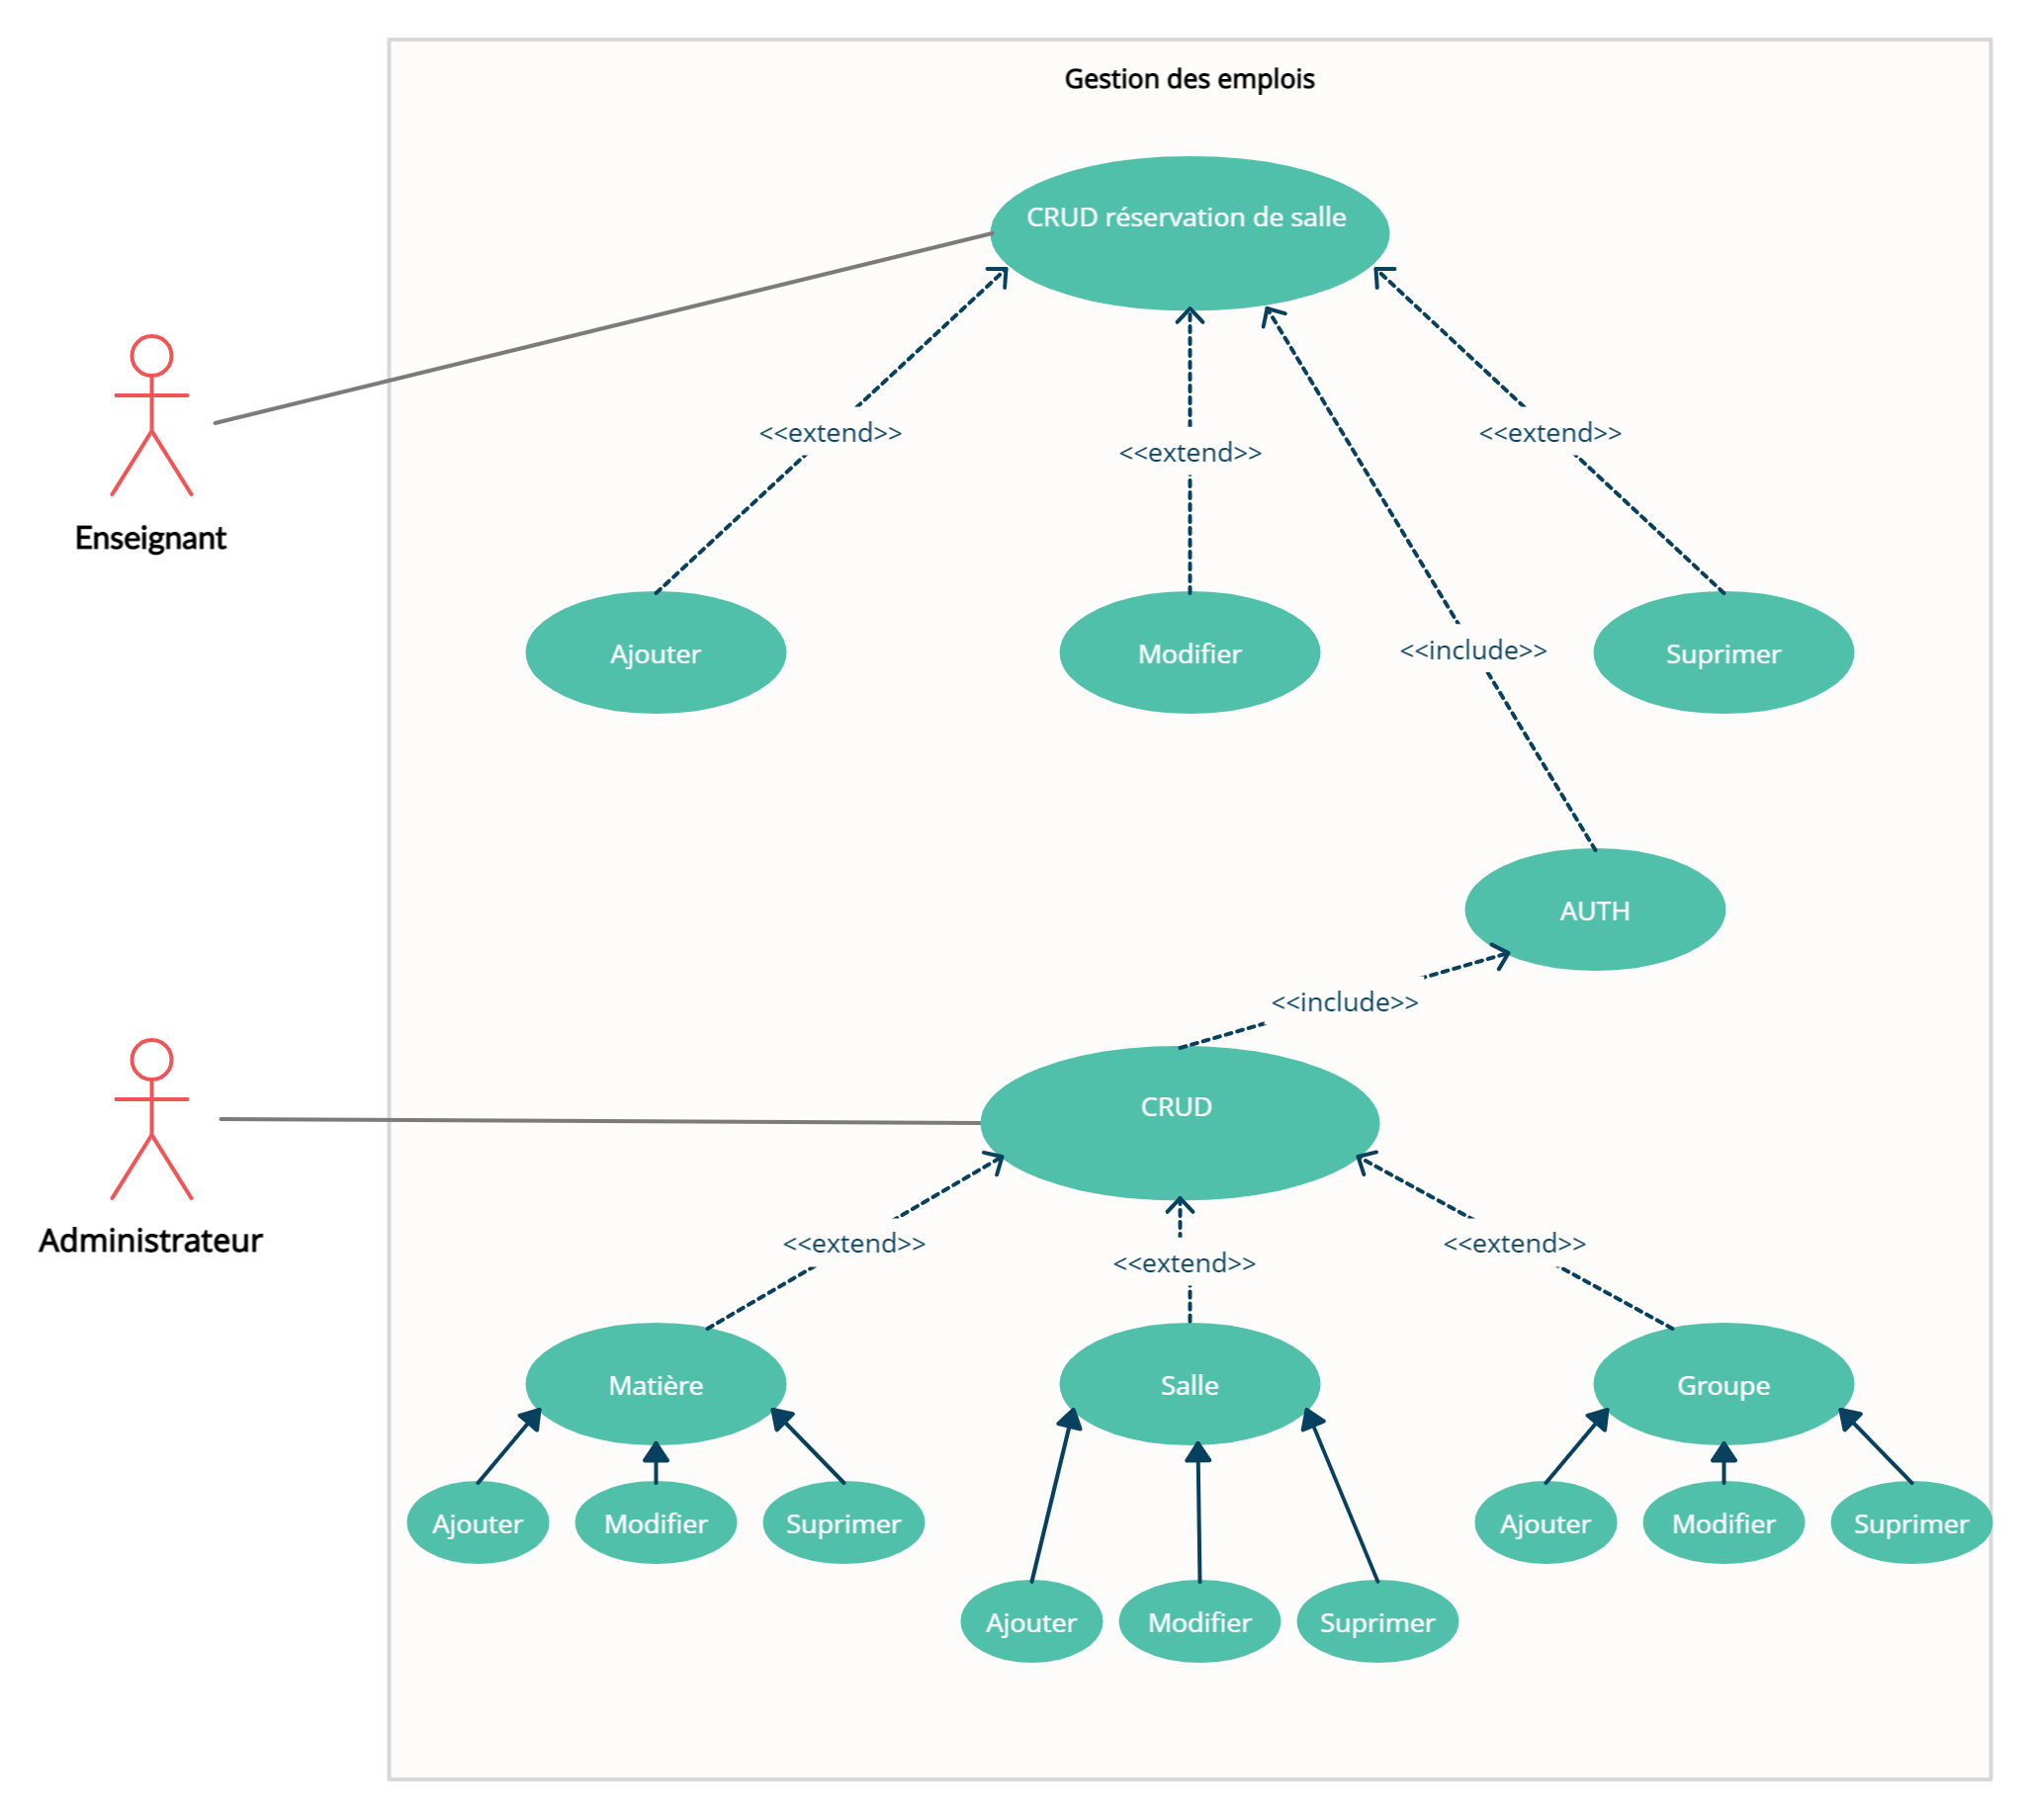 Gestion des emplois
CRUD réservation de salle
<<extend>>
<<extend>>
<<extend>>
Enseignant
Ajouter
Modifier
<<include>>
Suprimer
AUTH
<<include>>
CRUD
Administrateur
<<extend>>
<<extend>>
<<extend>>
Matière
Salle
Groupe
Ajouter
Modifier
Suprimer
Ajouter
Modifier
Suprimer
Ajouter
Modifier
Suprimer